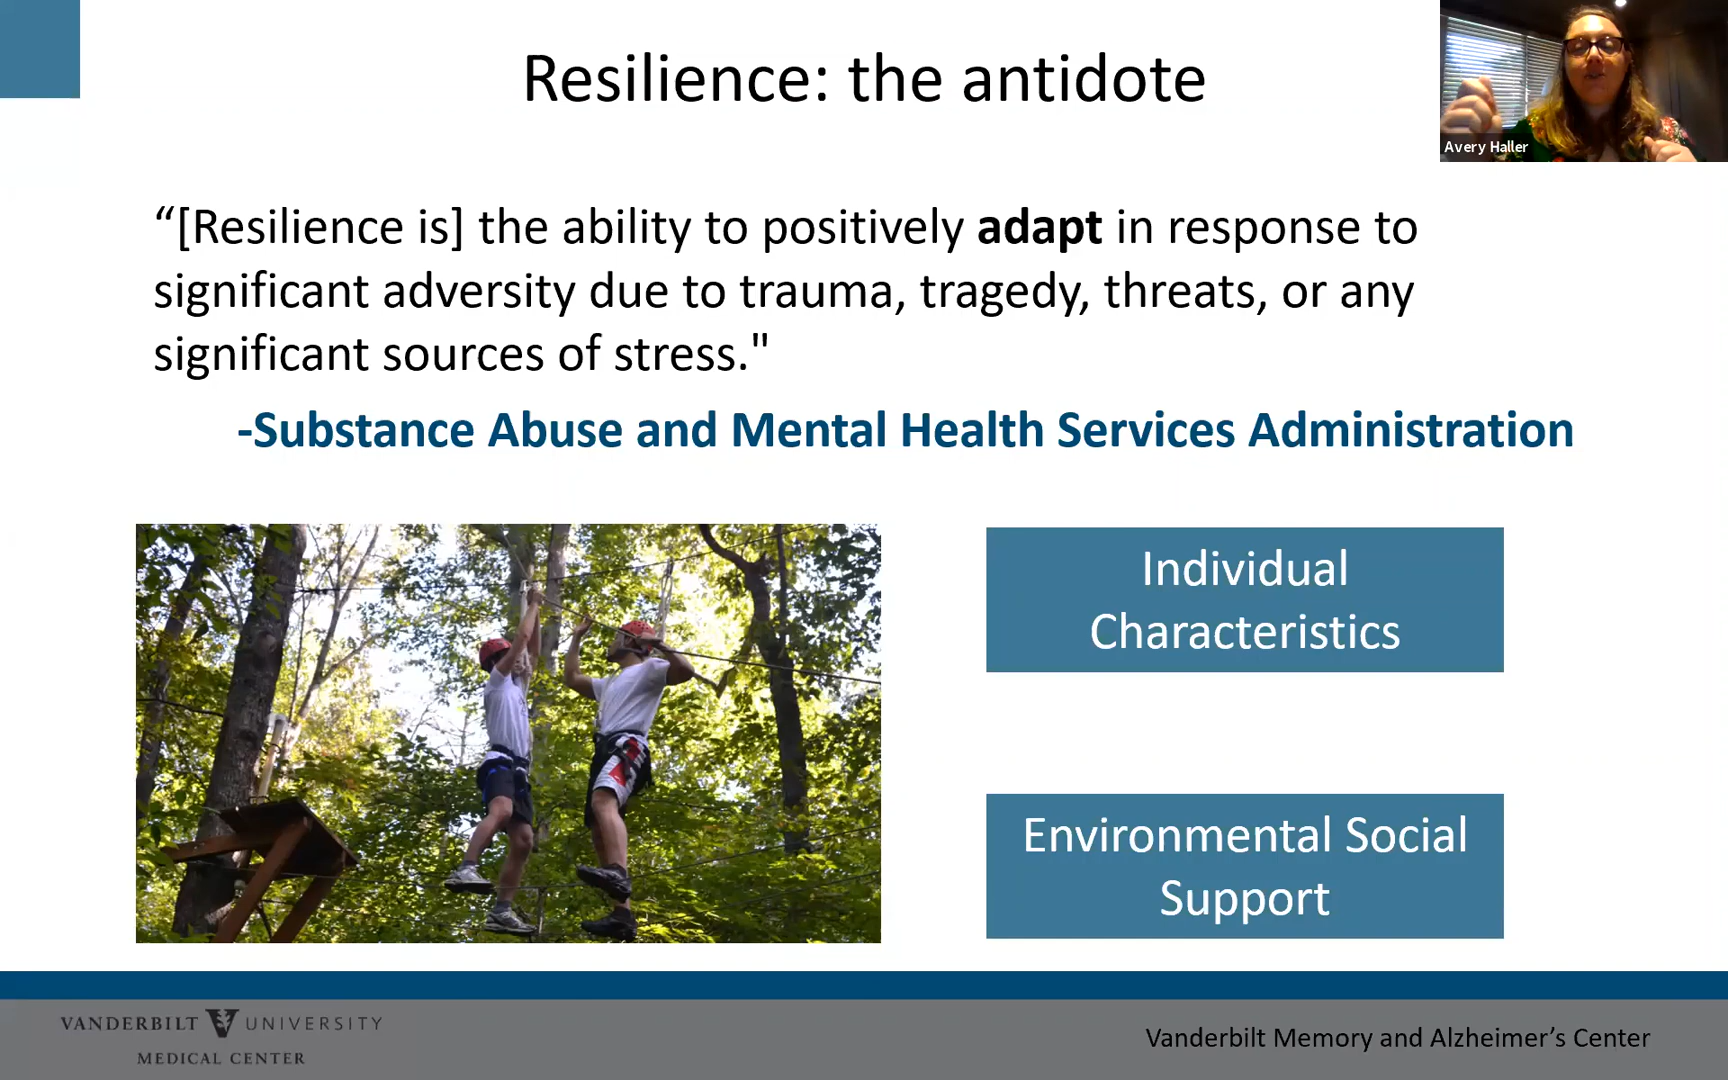 Resilience: the antidote
Avery Haller
“[Resilience is] the ability to positively adapt in response to
significant adversity due to trauma, tragedy, threats, or any
significant sources of stress."
-Substance Abuse and Mental Health Services Administration
Individual
Characteristics
Environmental Social
Support
VANDERBILT UNIVERSITY
MEDICAL CENTER
Vanderbilt Memory and Alzheimer’s Center